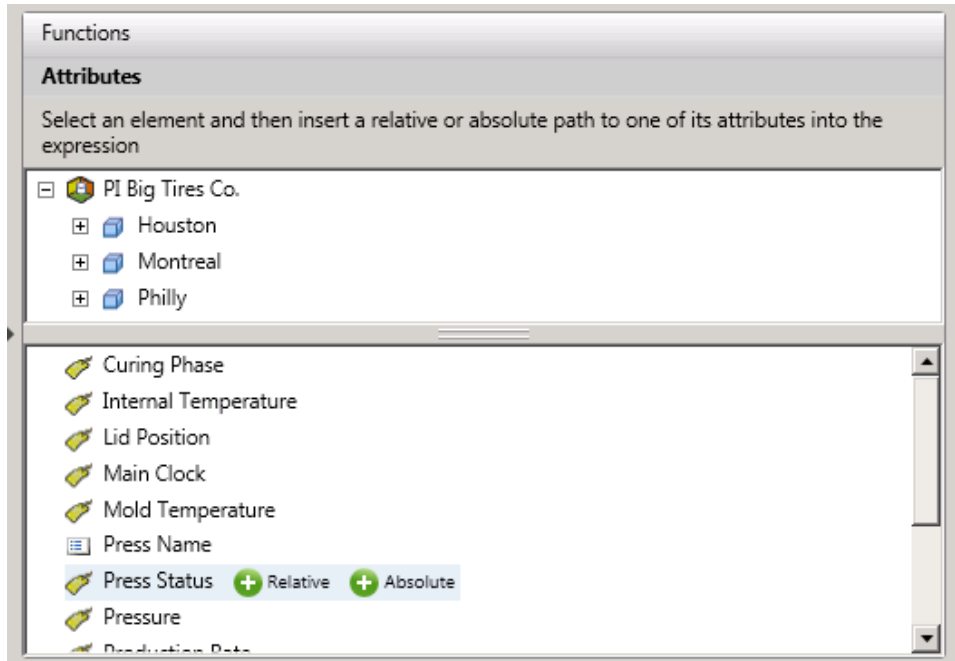 Functions
Attributes
Select an element and then insert a relative or absolute path to one of its attributes into the
expression
PI Big Tires Co.
Houston
Montreal
Philly
Curing Phase
Internal Temperature
Lid Position
Main Clock
Mold Temperature
Press Name
Press Status Relative Absolute
Pressure
Production Rate